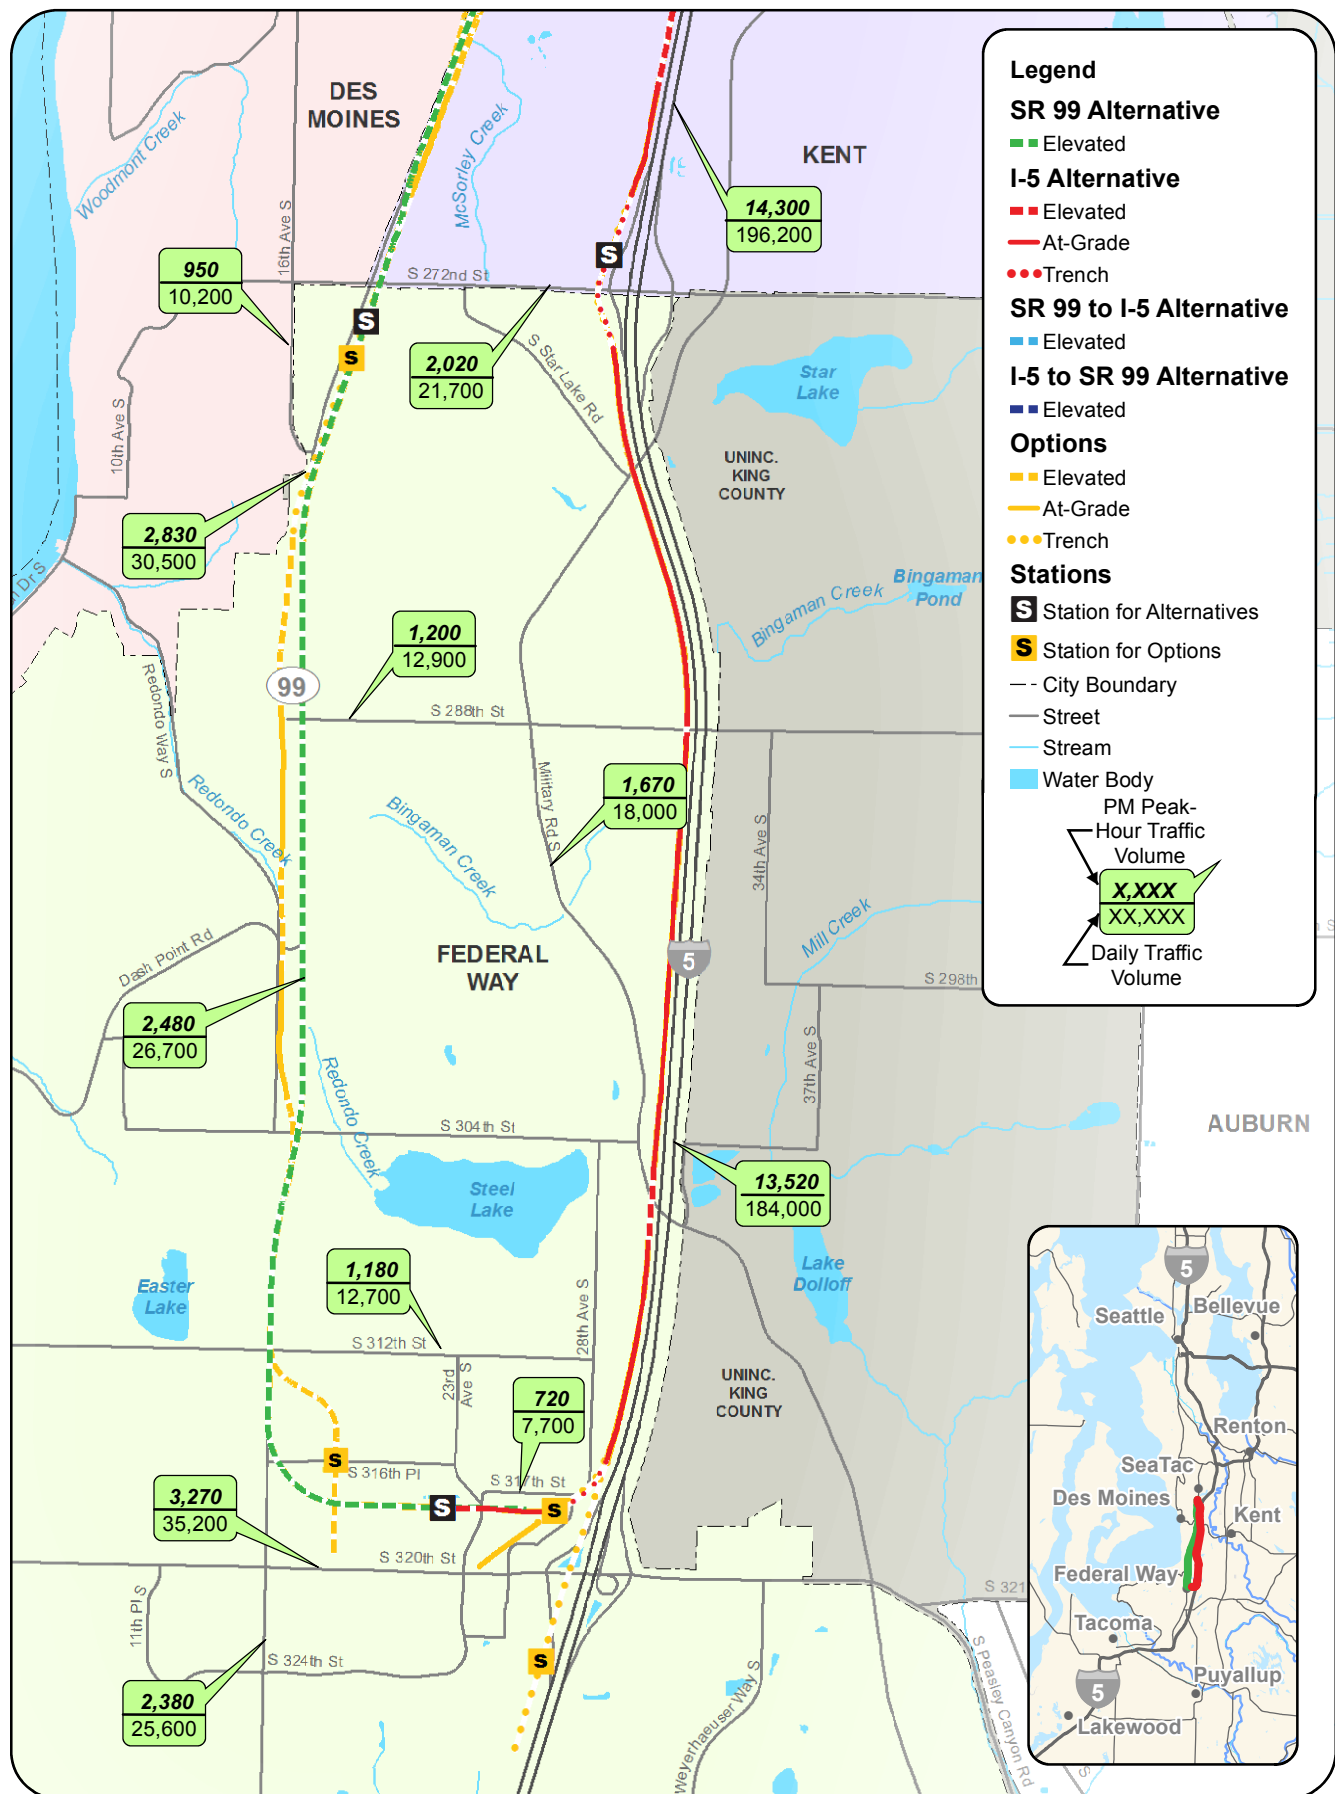 DES
MOINES
KENT
Woodmont Creek
McSorley Creek
16th Ave S
14,300
196,200
950
10,200
S 272nd St
S
S
S
2,020
21,700
S Star Lake Rd
Star
Lake
10th Ave S
UNINC.
KING
COUNTY
2,830
30,500
Dr S
Bingaman
Pond
Bingaman Creek
1,200
12,900
Redondo Way S
99
S 288th St
Military Rd S
1,670
18,000
Redondo Creek
Bingaman Creek
34th Ave S
Mill Creek
Dash Point Rd
FEDERAL
WAY
5
S 298th
2,480
26,700
Redondo Creek
37th Ave S
S 304th St
AUBURN
13,520
184,000
Steel
Lake
Easter
Lake
1,180
12,700
28th Ave S
Lake
Dolloff
S 312th St
23rd
Ave S
720
7,700
UNINC.
KING
COUNTY
S
S 316th Pl
S 317th St
3,270
35,200
S
S
S 320th St
S 321
11th Pl S
S 324th St
S
2,380
25,600
Weyerhaeuser Way S
S Peasley Canyon Rd
S
Legend
SR 99 Alternative
Elevated
I-5 Alternative
Elevated
At-Grade
Trench
SR 99 to I-5 Alternative
Elevated
I-5 to SR 99 Alternative
Elevated
Options
Elevated
At-Grade
Trench
Stations
S Station for Alternatives
S Station for Options
City Boundary
Street
Stream
Water Body
PM Peak-
Hour Traffic
Volume
X,XXX
XX,XXX
Daily Traffic
Volume
S
5
Seattle
Bellevue
Renton
SeaTac
Des Moines
Kent
Federal Way
Tacoma
Puyallup
5
Lakewood